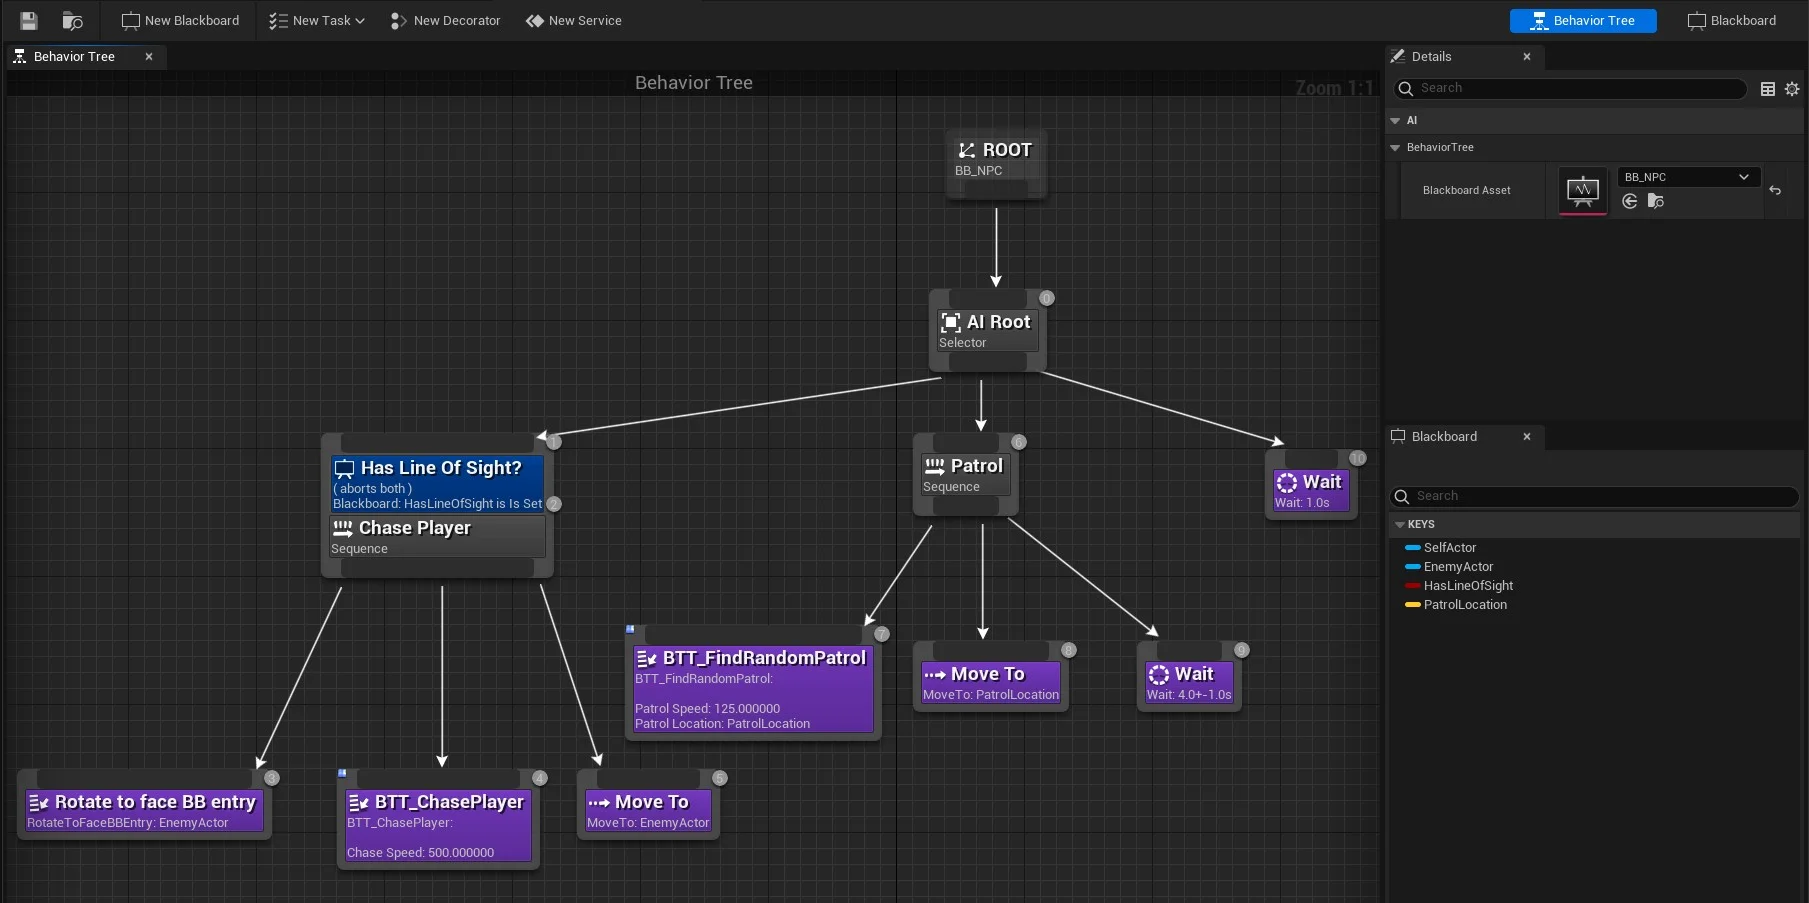 New Blackboard
New Task
New Decorator
New Service
Behavior Tree
Blackboard
Behavior Tree
Behavior Tree
Zoom 1:1
ROOT
BB_NPC
0
AI Root
Selector
1
Has Line Of Sight?
( aborts both )
Blackboard: HasLineOfSight is Is Set
2
Chase Player
Sequence
6
Patrol
Sequence
10
Wait
Wait: 1.0s
7
BTT_FindRandomPatrol
BTT_FindRandomPatrol:
Patrol Speed: 125.000000
Patrol Location: PatrolLocation
8
Move To
MoveTo: PatrolLocation
9
Wait
Wait: 4.0+-1.0s
3
Rotate to face BB entry
RotateToFaceBBEntry: EnemyActor
4
BTT_ChasePlayer
BTT_ChasePlayer:
Chase Speed: 500.000000
5
Move To
MoveTo: EnemyActor
Details
Search
AI
BehaviorTree
Blackboard Asset
BB_NPC
Blackboard
Search
KEYS
SelfActor
EnemyActor
HasLineOfSight
PatrolLocation